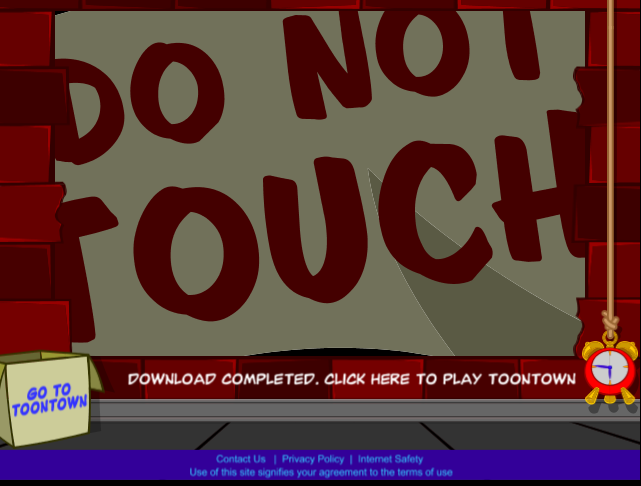 DO NOT
TOUCH
GO TO
TOONTOWN
DOWNLOAD COMPLETED. CLICK HERE TO PLAY TOONTOWN
Contact Us | Privacy Policy | Internet Safety
Use of this site signifies your agreement to the terms of use